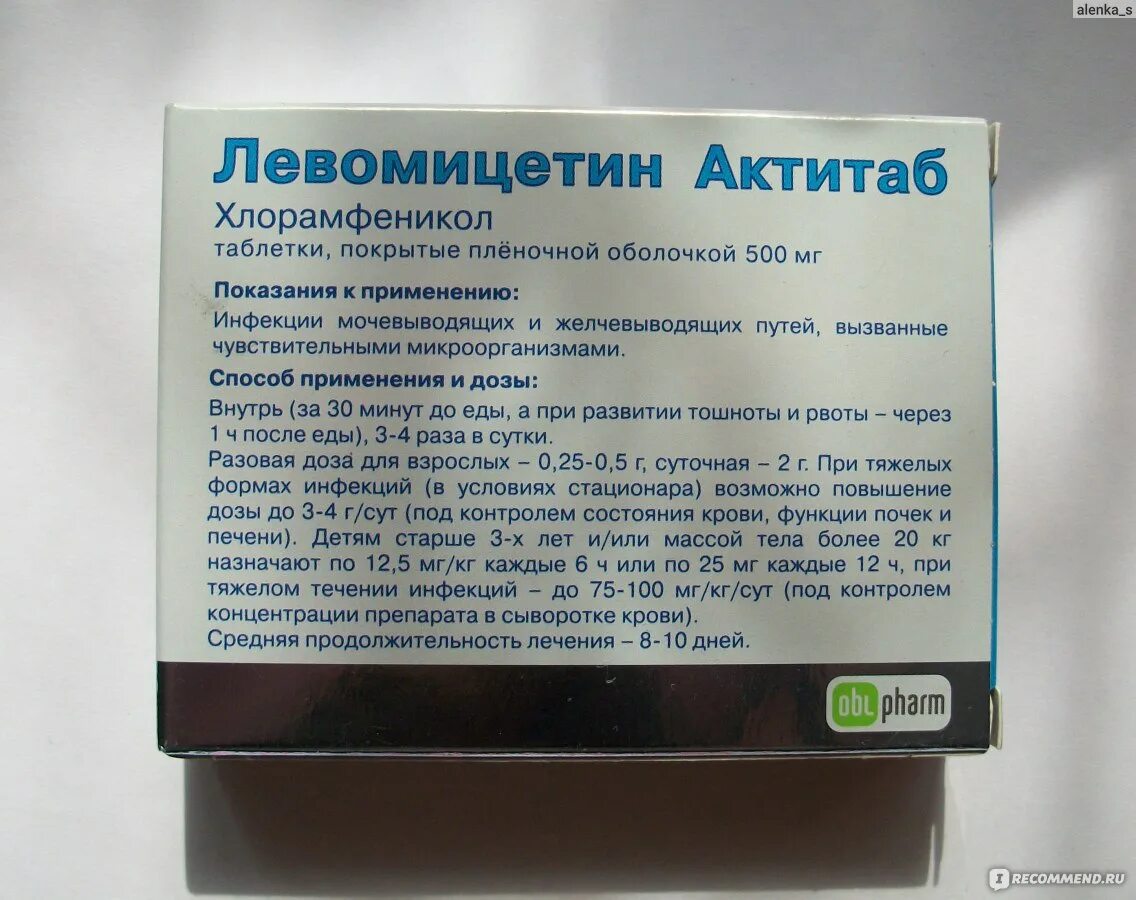 alenka_s
Левомицетин Актитаб
Хлорамфеникол
таблетки, покрытые плёночной оболочкой 500 мг
Показания к применению:
Инфекции мочевыводящих и желчевыводящих путей, вызванные
чувствительными микроорганизмами.
Способ применения и дозы:
Внутрь (за 30 минут до еды, а при развитии тошноты и рвоты – через
1 ч после еды), 3-4 раза в сутки.
Разовая доза для взрослых – 0,25-0,5 г, суточная – 2 г. При тяжелых
формах инфекций (в условиях стационара) возможно повышение
дозы до 3-4 г/сут (под контролем состояния крови, функции почек и
печени). Детям старше 3-х лет и/или массой тела более 20 кг
назначают по 12,5 мг/кг каждые 6 ч или по 25 мг каждые 12 ч, при
тяжелом течении инфекций – до 75-100 мг/кг/сут (под контролем
концентрации препарата в сыворотке крови).
Средняя продолжительность лечения – 8-10 дней.
obl pharm
IRECOMMEND.RU